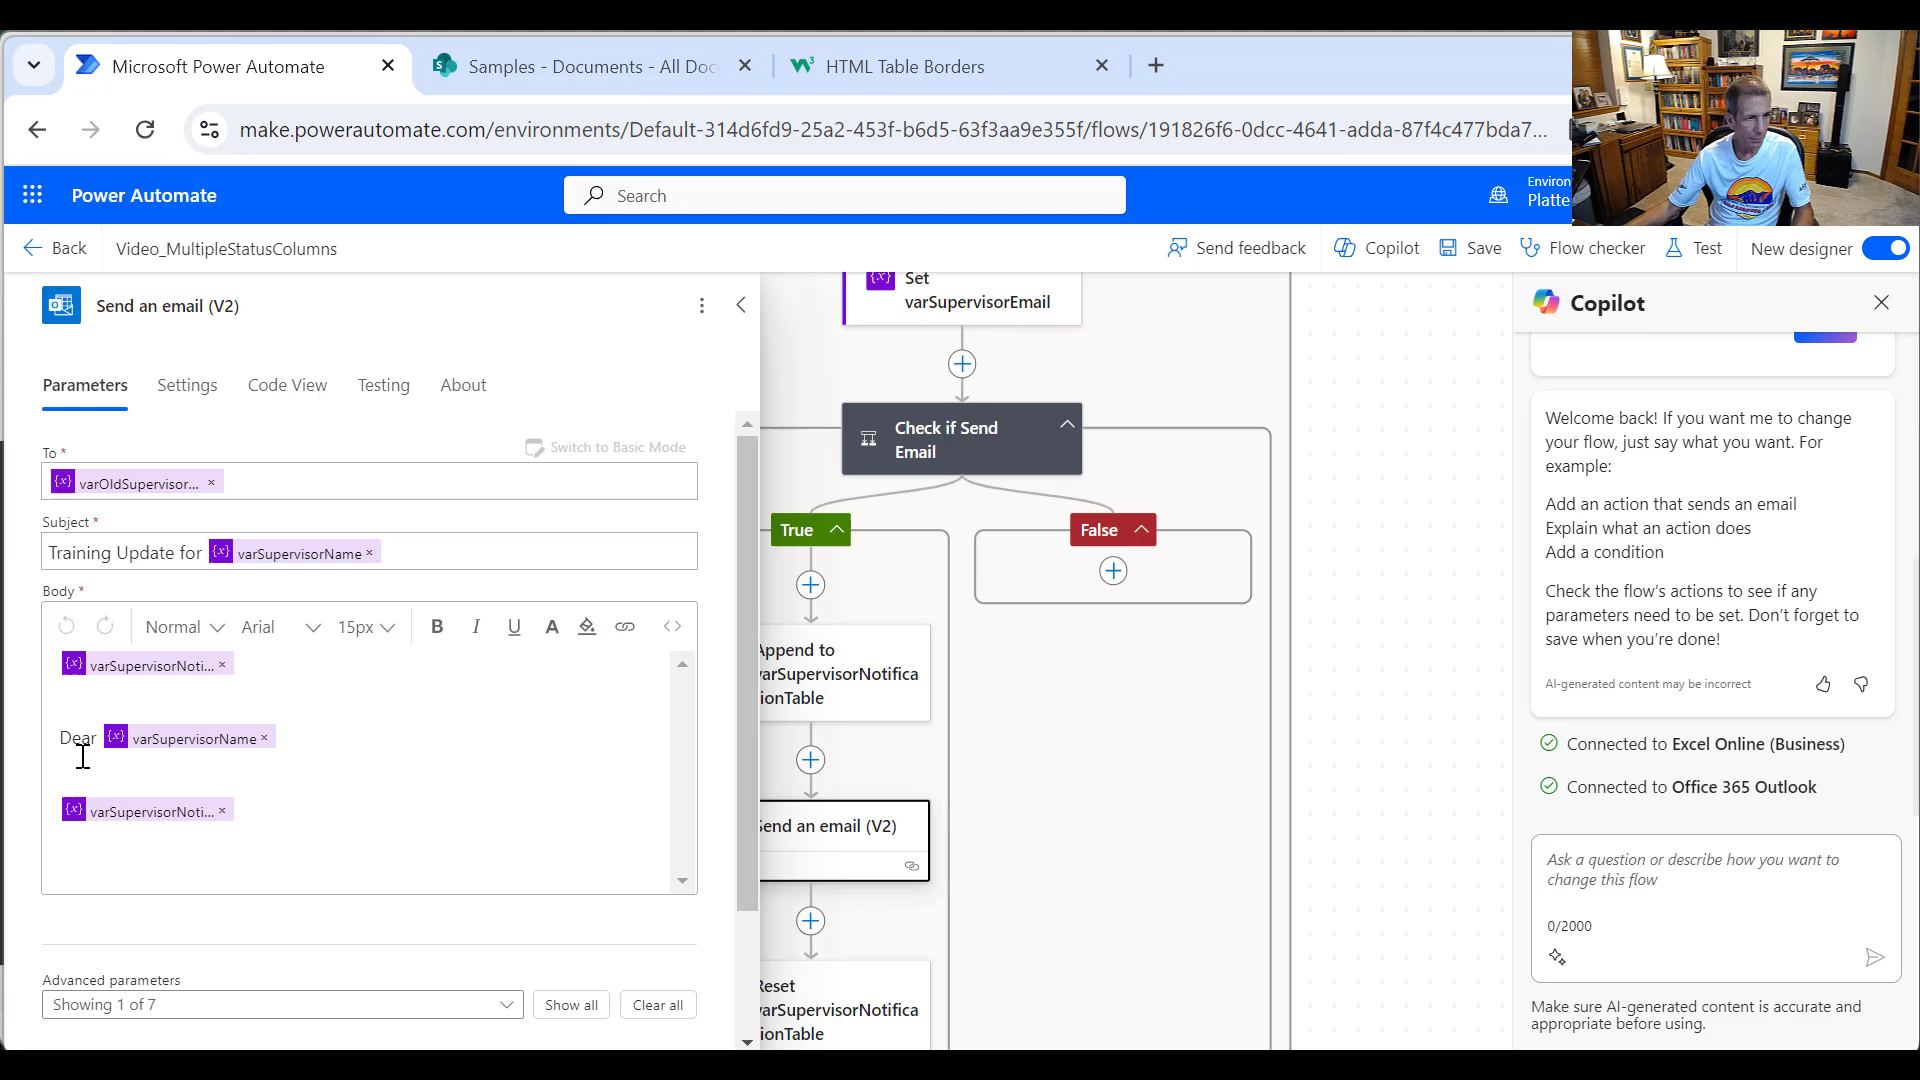 Microsoft Power Automate
Samples - Documents - All Doc
HTML Table Borders
make.powerautomate.com/environments/Default-314d6fd9-25a2-453f-b6d5-63f3aa9e355f/flows/191826f6-0dcc-4641-adda-87f4c477bda7...
Power Automate
Search
Environ
Platte
Back
Video_MultipleStatusColumns
Send feedback
Copilot
Save
Flow checker
Test
New designer
Send an email (V2)
Parameters
Settings
Code View
Testing
About
To *
Switch to Basic Mode
{x} varOldSupervisor... ×
Subject *
Training Update for {x} varSupervisorName ×
Body *
Normal
Arial
15px
B I U A
{x} varSupervisorNoti... ×
Dear {x} varSupervisorName ×
{x} varSupervisorNoti... ×
Advanced parameters
Showing 1 of 7
Show all
Clear all
{x} Set
varSupervisorEmail
Check if Send
Email
True
False
Append to
varSupervisorNotifica
ionTable
Send an email (V2)
Reset
varSupervisorNotifica
ionTable
Copilot
Welcome back! If you want me to change
your flow, just say what you want. For
example:
Add an action that sends an email
Explain what an action does
Add a condition
Check the flow's actions to see if any
parameters need to be set. Don't forget to
save when you're done!
AI-generated content may be incorrect
Connected to Excel Online (Business)
Connected to Office 365 Outlook
Ask a question or describe how you want to
change this flow
0/2000
Make sure AI-generated content is accurate and
appropriate before using.